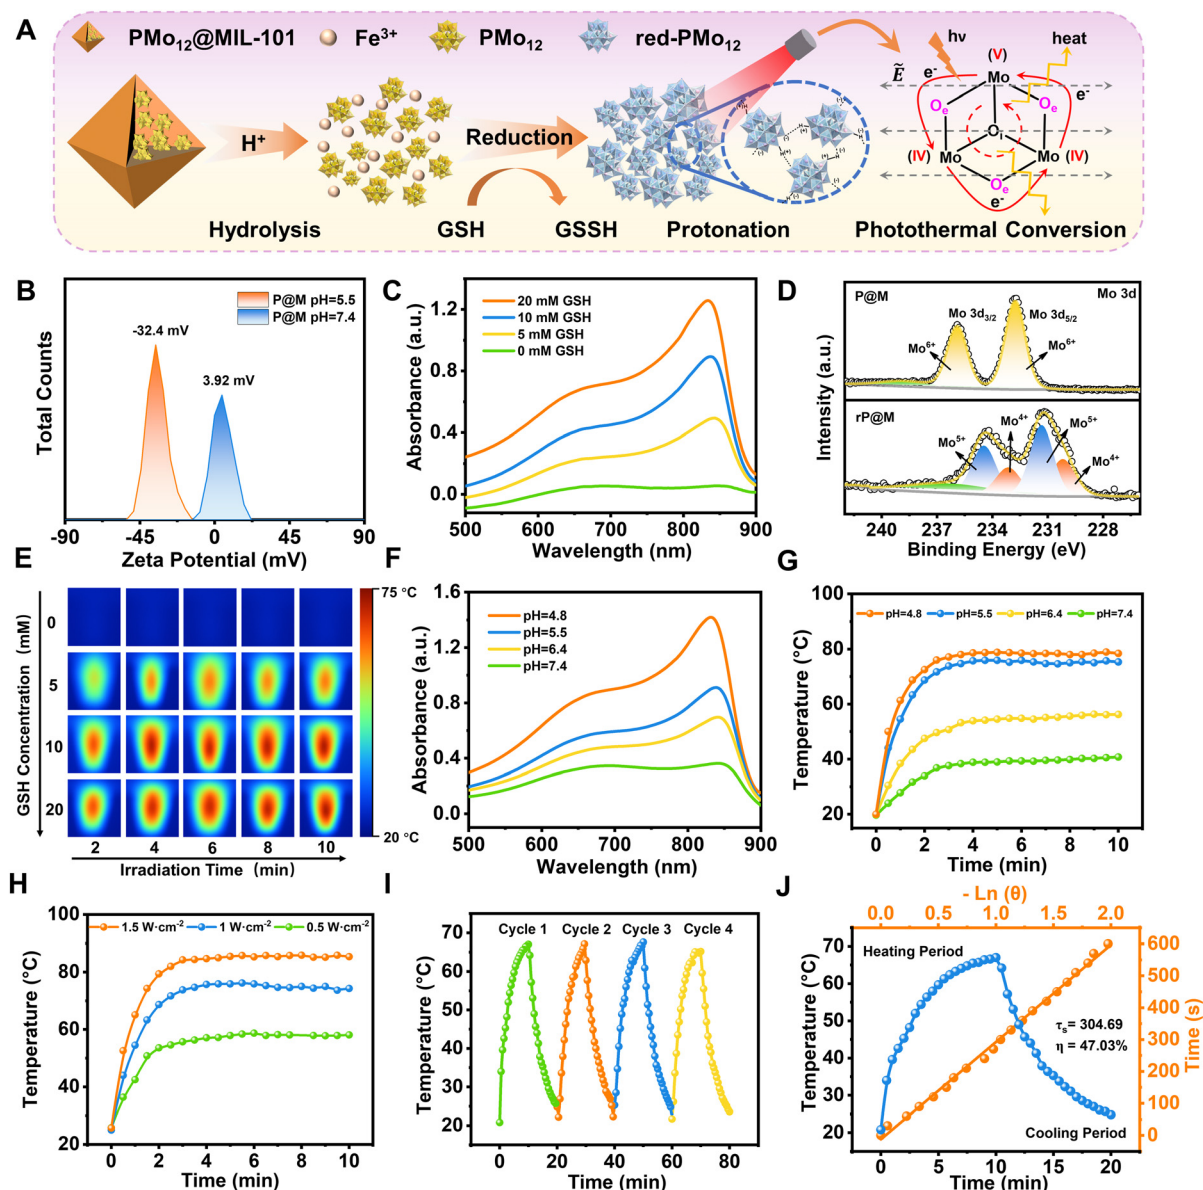 A
PMo12@MIL-101
Fe3+
PMo12
red-PMo12
H+
Reduction
Hydrolysis
GSH
GSSH
Protonation
Photothermal Conversion
hν
heat
Ẽ
e-
(V)
Mo
e-
Oe
Oe
(IV)
Mo
Mo
(IV)
Oe
e-
B
P@M pH=5.5
P@M pH=7.4
-32.4 mV
3.92 mV
Total Counts
-90 -45 0 45 90
Zeta Potential (mV)
C
20 mM GSH
10 mM GSH
5 mM GSH
0 mM GSH
Absorbance (a.u.)
1.2
0.8
0.4
0.0
500 600 700 800 900
Wavelength (nm)
D
P@M
Mo 3d
Mo 3d3/2
Mo 3d5/2
Mo6+
Mo6+
rP@M
Mo5+
Mo4+
Mo5+
Mo4+
Intensity (a.u.)
240 237 234 231 228
Binding Energy (eV)
E
GSH Concentration (mM)
0
5
10
20
75 °C
20 °C
2 4 6 8 10
Irradiation Time (min)
F
pH=4.8
pH=5.5
pH=6.4
pH=7.4
Absorbance (a.u.)
1.6
1.2
0.8
0.4
0.0
500 600 700 800 900
Wavelength (nm)
G
pH=4.8 pH=5.5 pH=6.4 pH=7.4
Temperature (°C)
100
80
60
40
20
0 2 4 6 8 10
Time (min)
H
1.5 W·cm-2 1 W·cm-2 0.5 W·cm-2
Temperature (°C)
100
80
60
40
20
0 2 4 6 8 10
Time (min)
I
Cycle 1 Cycle 2 Cycle 3 Cycle 4
Temperature (°C)
70
60
50
40
30
20
0 20 40 60 80
Time (min)
J
- Ln (θ)
0.0 0.5 1.0 1.5 2.0
Heating Period
τs= 304.69
η = 47.03%
Cooling Period
Temperature (°C)
70
60
50
40
30
20
600
500
400
300
200
100
0
Time (s)
0 5 10 15 20
Time (min)